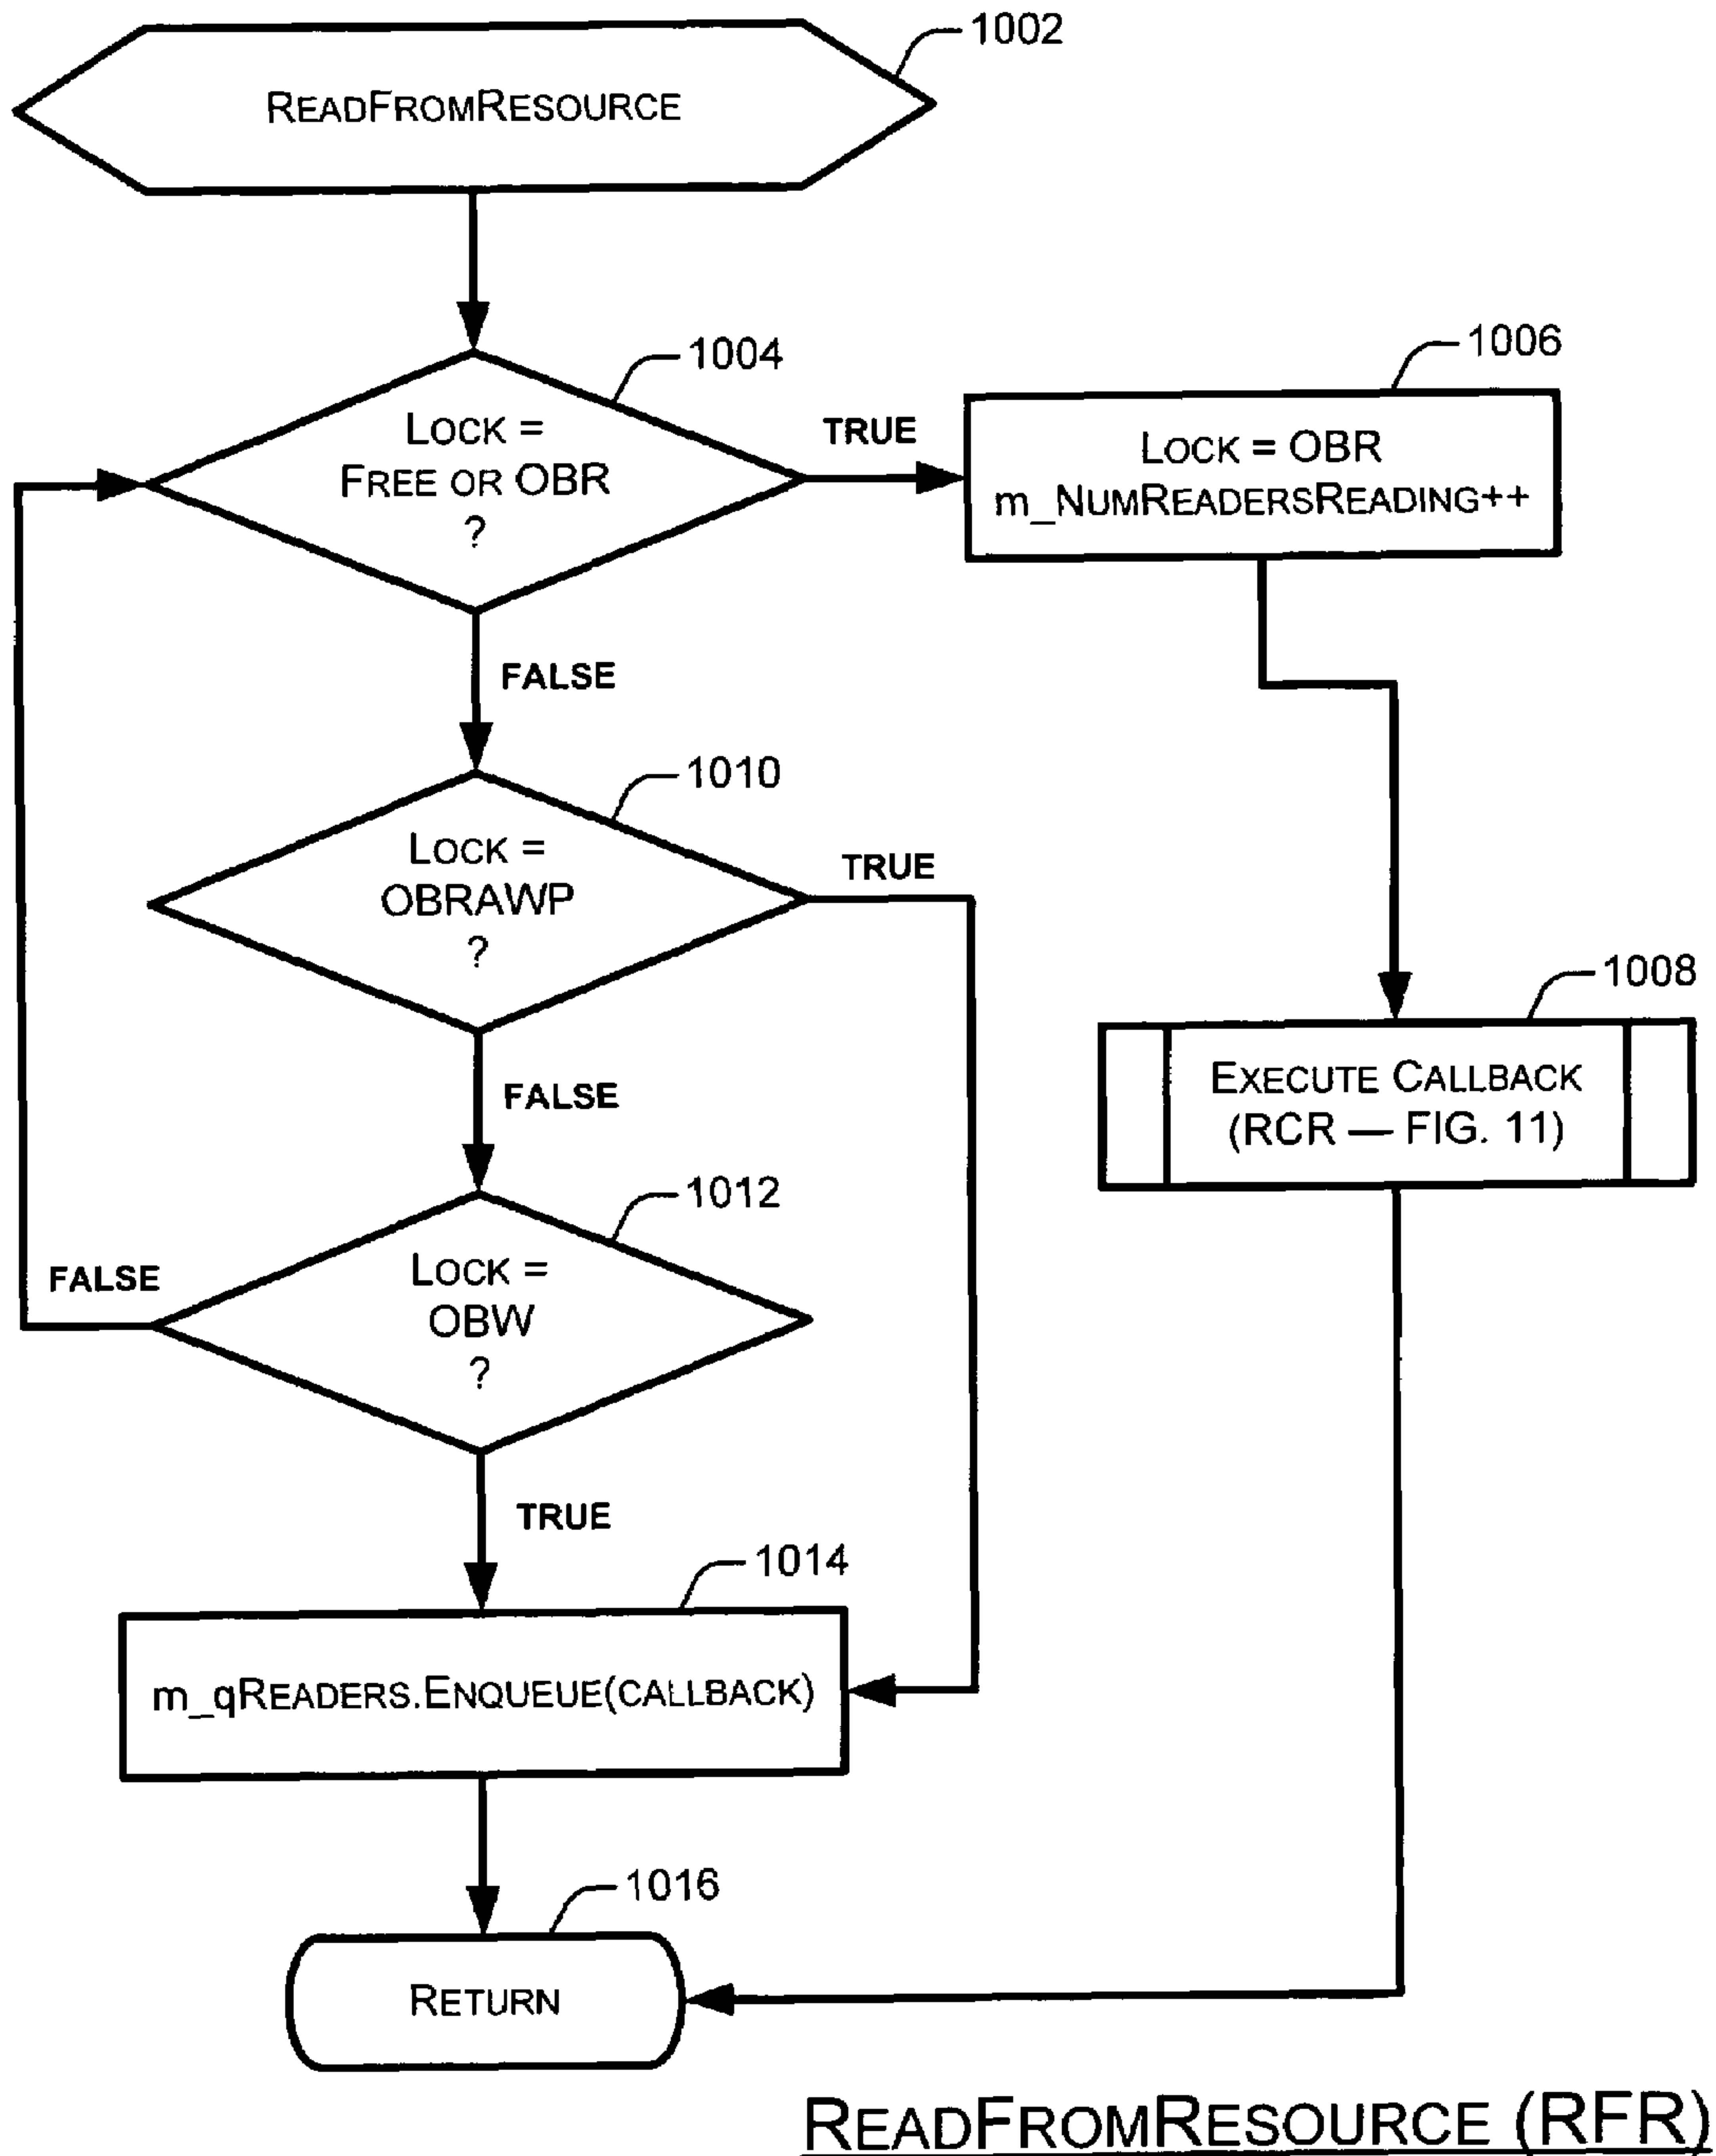 1002
READFROMRESOURCE
1004
LOCK =
FREE OR OBR
?
TRUE
1006
LOCK = OBR
m_NUMREADERSREADING++
FALSE
1010
LOCK =
OBRAWP
?
TRUE
1008
EXECUTE CALLBACK
(RCR — FIG. 11)
FALSE
1012
LOCK =
OBW
?
FALSE
TRUE
1014
m_qREADERS.ENQUEUE(CALLBACK)
1016
RETURN
READFROMRESOURCE (RFR)